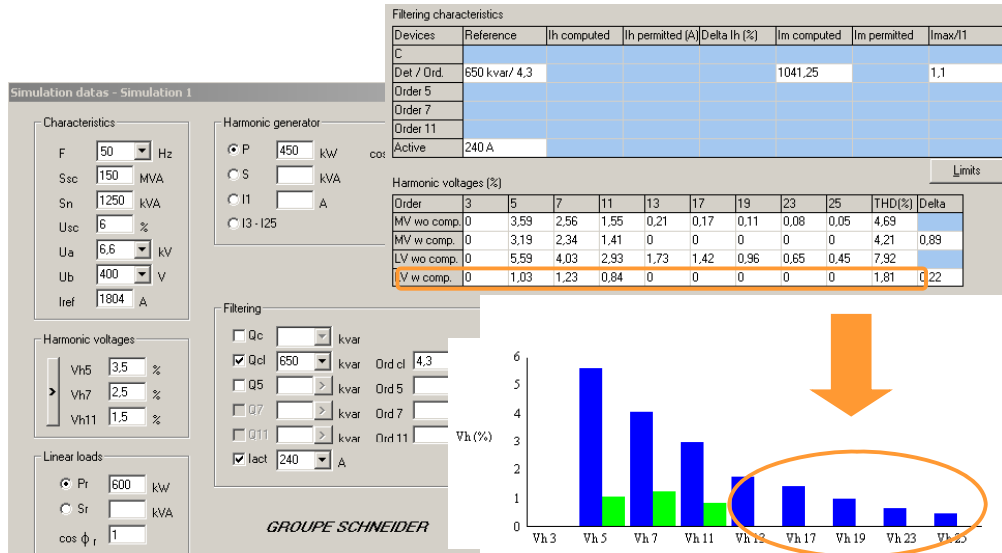 Filtering characteristics
Devices Reference Ih computed Ih permitted (A) Delta Ih (%) Im computed Im permitted Imax/I1
C
Det / Ord. 650 kvar/ 4,3 1041,25 1,1
Order 5
Order 7
Order 11
Active 240 A
Limits
Harmonic voltages (%)
Order 3 5 7 11 13 17 19 23 25 THD(%) Delta
MV wo comp. 0 3,59 2,56 1,55 0,21 0,17 0,11 0,08 0,05 4,69
MV w comp. 0 3,19 2,34 1,41 0 0 0 0 0 4,21 0,89
LV wo comp. 0 5,59 4,03 2,93 1,73 1,42 0,96 0,65 0,45 7,92
LV w comp. 0 1,03 1,23 0,84 0 0 0 0 0 1,81 0,22
Simulation datas - Simulation 1
Characteristics
F 50 Hz
Ssc 150 MVA
Sn 1250 kVA
Usc 6 %
Ua 6,6 kV
Ub 400 V
Iref 1804 A
Harmonic generator
P 450 kW cos
S kVA
I1 A
I3 - I25
Harmonic voltages
>
Vh5 3,5 %
Vh7 2,5 %
Vh11 1,5 %
Filtering
Qc kvar
Qcl 650 kvar Ord cl 4,3
Q5 > kvar Ord 5
Q7 > kvar Ord 7
Q11 > kvar Ord 11
Iact 240 A
Linear loads
Pr 600 kW
Sr kVA
cos ϕ r 1
GROUPE SCHNEIDER
Vh (%)
6
5
4
3
2
1
0
Vh 3 Vh 5 Vh 7 Vh 11 Vh 13 Vh 17 Vh 19 Vh 23 Vh 25